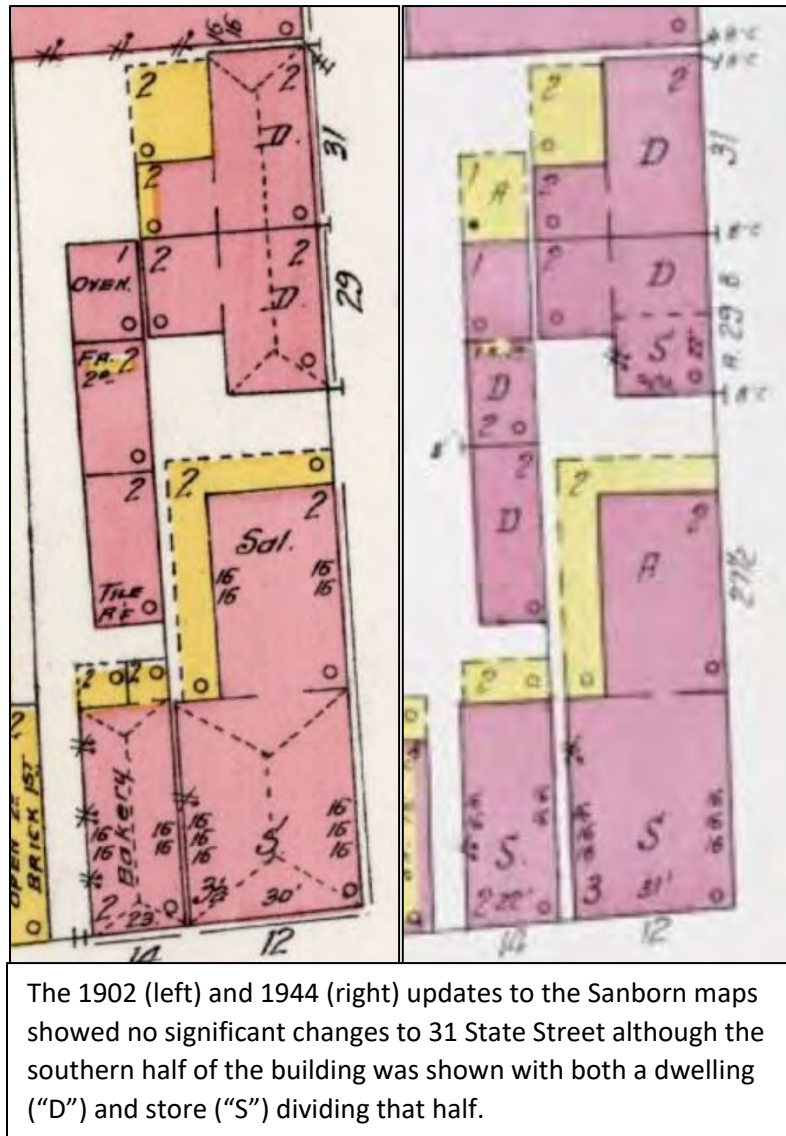 16
16
2
2
D.
31
2
1
OVEN.
2
2
D.
29
FR.
2
2
2
Sal.
2
16
16
16
16
TILE
RF
2
2
OPEN
BRICK 1ST
Bakery
16
16
16
16
16
16
16
16
16
16
16
S
2
23
30'
14
12
B-C
B-C
2
2
D
31
1
A
2
B-C
1
2
D
B
29
S
A
D
2
B-C
2
D
2
2
A
27½
2
S
S
2
22'
3
31'
14
12
The 1902 (left) and 1944 (right) updates to the Sanborn maps
showed no significant changes to 31 State Street although the
southern half of the building was shown with both a dwelling
(“D”) and store (“S”) dividing that half.